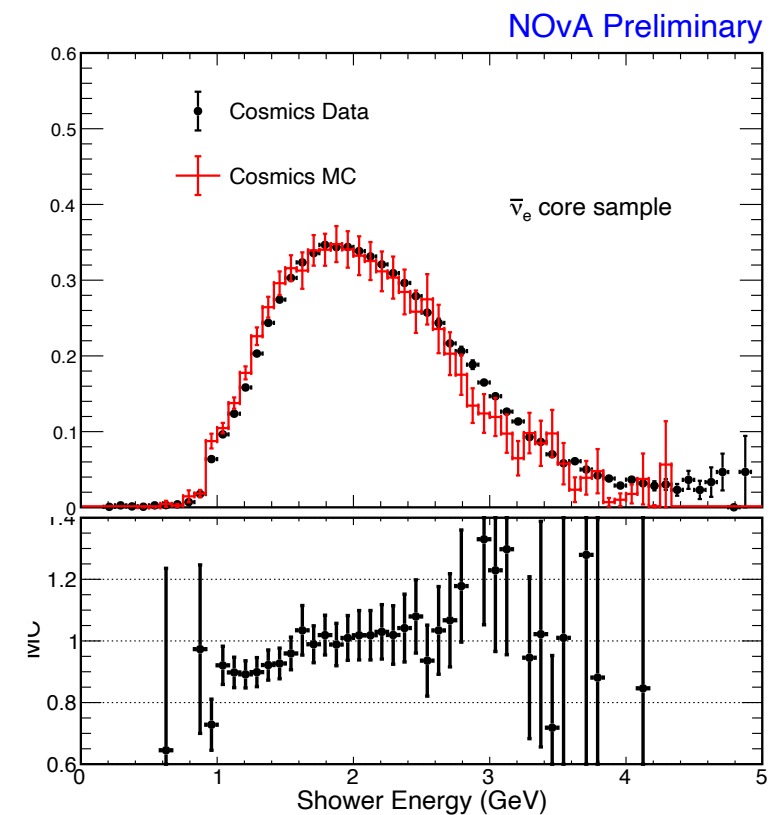 NOvA Preliminary
0.6
Cosmics Data
0.5
Cosmics MC
0.4
ν̅ₑ core sample
0.3
0.2
0.1
0
1.4
1.2
1
MC
0.8
0.6
0 1 2 3 4 5
Shower Energy (GeV)